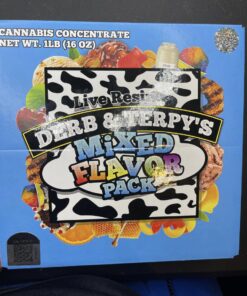 CANNABIS CONCENTRATE
NET WT. 1LB (16 OZ)
Live Resin
DERB & TERPY'S
MiXED
FLAVOR
PACK